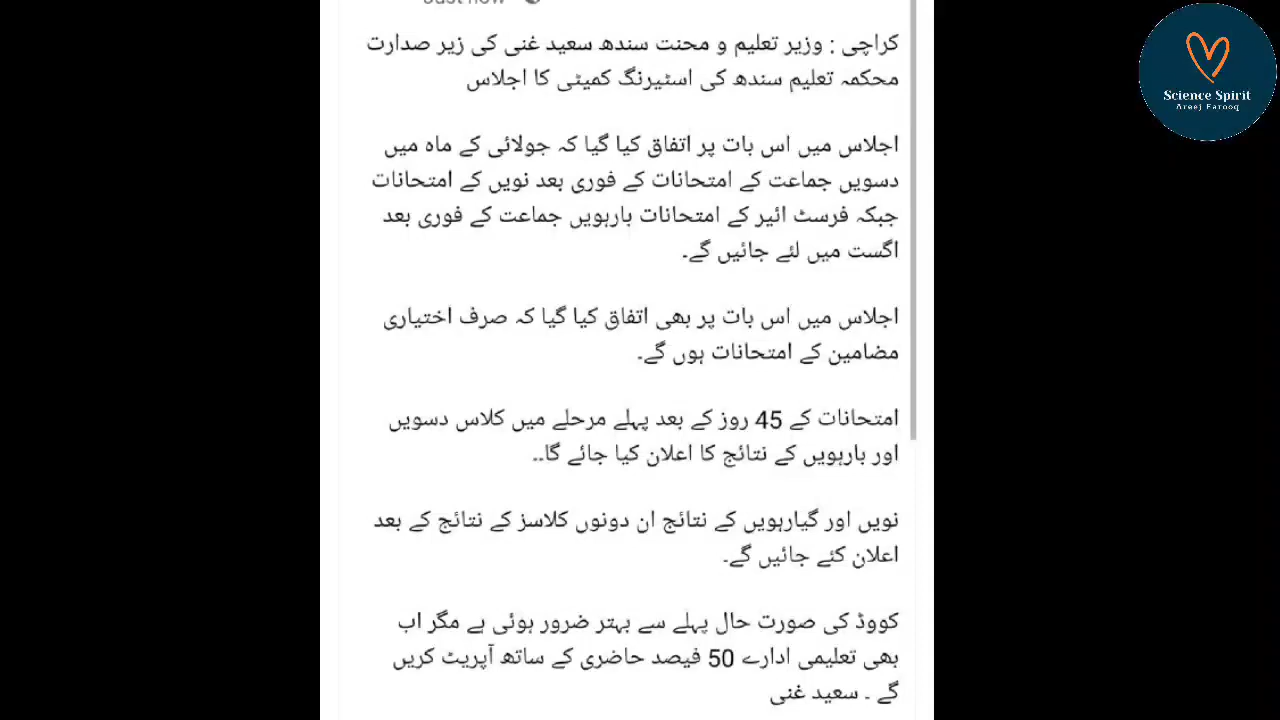 Just now
کراچی : وزیر تعلیم و محنت سندھ سعید غنی کی زیر صدارت
محکمہ تعلیم سندھ کی اسٹیرنگ کمیٹی کا اجلاس
اجلاس میں اس بات پر اتفاق کیا گیا کہ جولائی کے ماہ میں
دسویں جماعت کے امتحانات کے فوری بعد نویں کے امتحانات
جبکہ فرسٹ ائیر کے امتحانات بارہویں جماعت کے فوری بعد
اگست میں لئے جائیں گے۔
اجلاس میں اس بات پر بھی اتفاق کیا گیا کہ صرف اختیاری
مضامین کے امتحانات ہوں گے۔
امتحانات کے 45 روز کے بعد پہلے مرحلے میں کلاس دسویں
اور بارہویں کے نتائج کا اعلان کیا جائے گا۔۔
نویں اور گیارہویں کے نتائج ان دونوں کلاسز کے نتائج کے بعد
اعلان کئے جائیں گے۔
کووڈ کی صورت حال پہلے سے بہتر ضرور ہوئی ہے مگر اب
بھی تعلیمی ادارے 50 فیصد حاضری کے ساتھ آپریٹ کریں
گے ۔ سعید غنی
Science Spirit
Areej Farooq